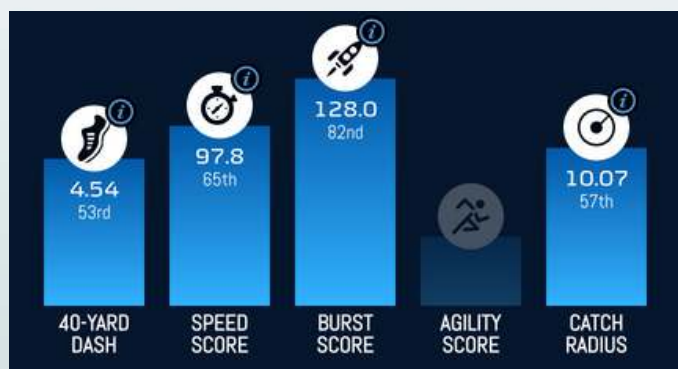 128.0
82nd
97.8
65th
4.54
53rd
10.07
57th
40-YARD
DASH
SPEED
SCORE
BURST
SCORE
AGILITY
SCORE
CATCH
RADIUS
i
i
i
i